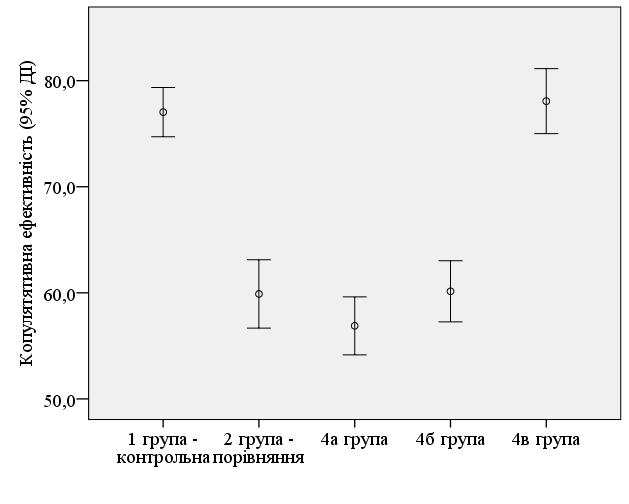 Копулятятивна ефективність (95% ДІ)
80,0
70,0
60,0
50,0
1 група -
контрольна
2 група -
порівняння
4а група
4б група
4в група